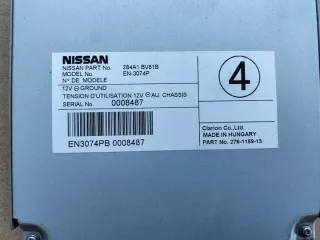 NISSAN
NISSAN PART No. 284A1 BV81B
MODEL No. EN-3074P
N° DE MODELE
12V ⊖ GROUND
TENSION D'UTILISATION 12V ⊖ AU CHASSIS
SERIAL No. 0008487
4
EN3074PB 0008487
Clarion Co.,Ltd.
MADE IN HUNGARY
PART No. 276-1159-13